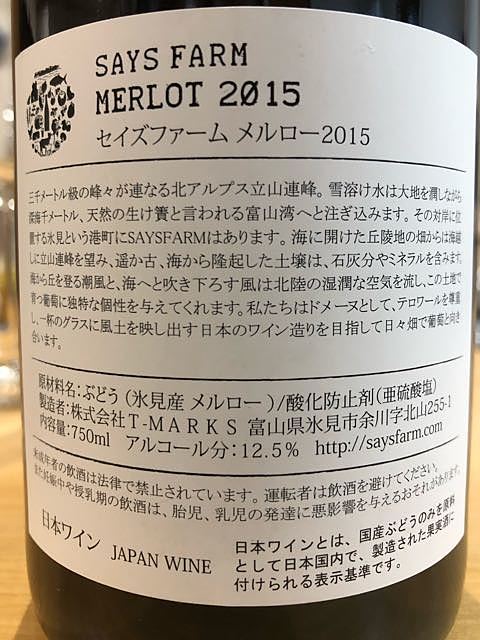 SAYS FARM
MERLOT 2015
セイズファーム メルロー2015
三千メートル級の峰々が連なる北アルプス立山連峰。雪溶け水は大地を潤しながら
深海千メートル、天然の生け簀と言われる富山湾へと注ぎ込みます。その対岸に位
置する氷見という港町にSAYSFARMはあります。海に開けた丘陵地の畑からは海越
しに立山連峰を望み、遥か古、海から隆起した土壌は、石灰分やミネラルを含みます。
海から丘を登る潮風と、海へと吹き下ろす風は北陸の湿潤な空気を流し、この土地で
育つ葡萄に独特な個性を与えてくれます。私たちはドメーヌとして、テロワールを尊重
し、一杯のグラスに風土を映し出す日本のワイン造りを目指して日々畑で葡萄と向き
合います。
原材料名:ぶどう(氷見産 メルロー)/酸化防止剤(亜硫酸塩)
製造者:株式会社T-MARKS 富山県氷見市余川字北山255-1
内容量:750ml アルコール分:12.5% http://saysfarm.com
未成年者の飲酒は法律で禁止されています。運転者は飲酒を避けてください。
また妊娠中や授乳期の飲酒は、胎児、乳児の発達に悪影響を与えるおそれがあります。
日本ワイン JAPAN WINE
日本ワインとは、国産ぶどうのみを原料
として日本国内で、製造された果実酒に
付けられる表示基準です。